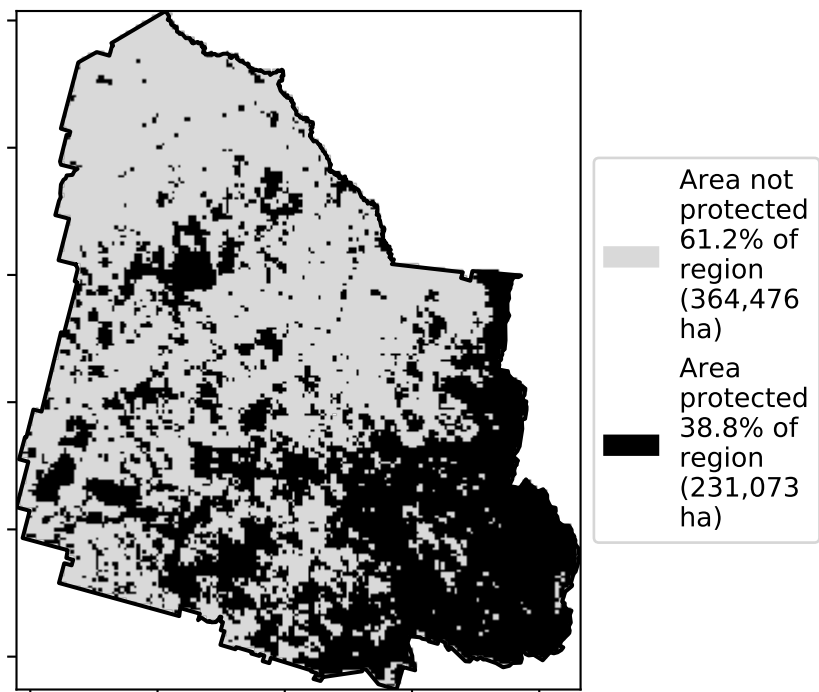 Area not
protected
61.2% of
region
(364,476
ha)
Area
protected
38.8% of
region
(231,073
ha)